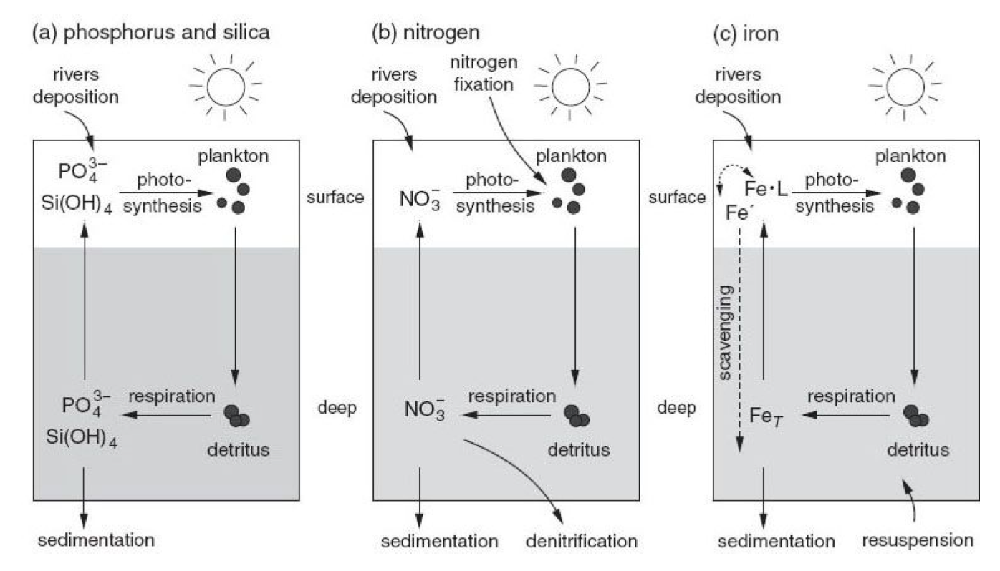 (a) phosphorus and silica
rivers
deposition
PO₄³⁻
Si(OH)₄
photo-
synthesis
plankton
PO₄³⁻
Si(OH)₄
respiration
detritus
sedimentation
surface
deep
(b) nitrogen
rivers
deposition
nitrogen
fixation
NO₃⁻
photo-
synthesis
plankton
NO₃⁻
respiration
detritus
sedimentation
denitrification
surface
deep
(c) iron
rivers
deposition
Fe·L
Fe´
photo-
synthesis
plankton
scavenging
Fe_T
respiration
detritus
sedimentation
resuspension